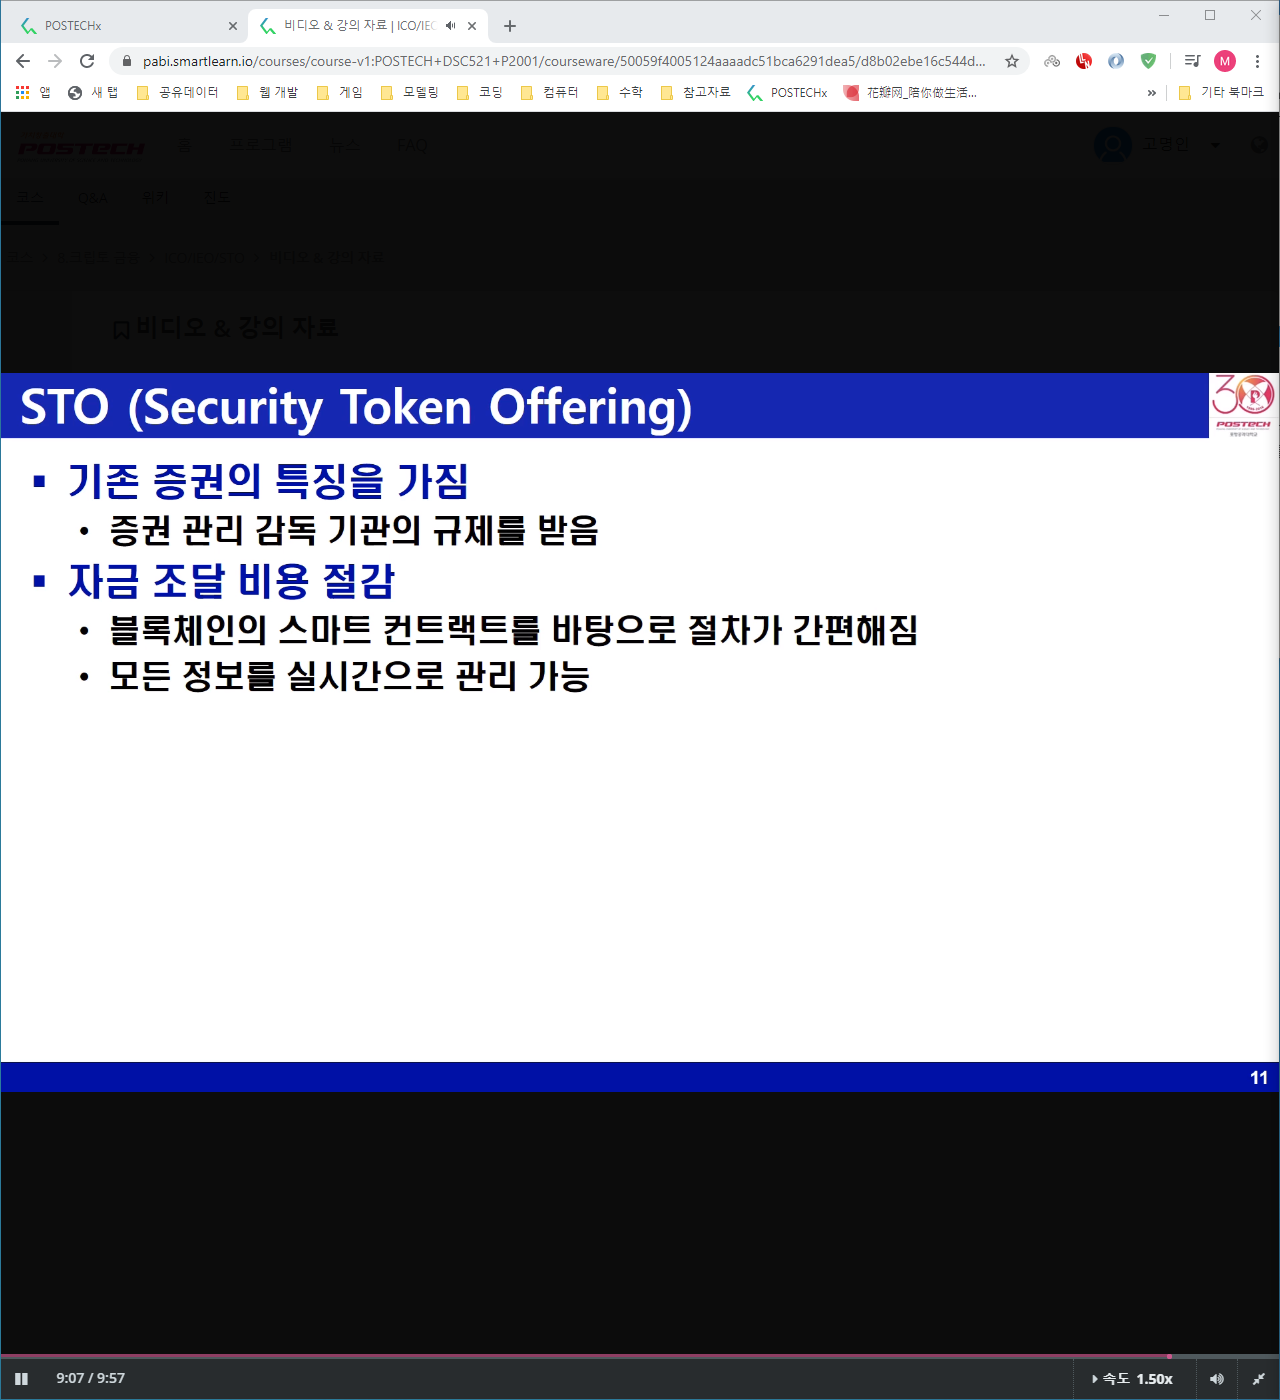 POSTECHx
비디오 & 강의 자료 | ICO/IEO
pabi.smartlearn.io/courses/course-v1:POSTECH+DSC521+P2001/courseware/50059f4005124aaaadc51bca6291dea5/d8b02ebe16c544d...
M
앱 새 탭 공유데이터 웹 개발 게임 모델링 코딩 컴퓨터 수학 참고자료 POSTECHx 花瓣网_陪你做生活... » 기타 북마크
POSTECH 홈 프로그램 뉴스 FAQ 고영인
코스 Q&A 위키 진도
비디오 & 강의 자료
비디오 & 강의 자료
STO (Security Token Offering)
30
POSTECH
기존 증권의 특징을 가짐
증권 관리 감독 기관의 규제를 받음
자금 조달 비용 절감
블록체인의 스마트 컨트랙트를 바탕으로 절차가 간편해짐
모든 정보를 실시간으로 관리 가능
11
9:07 / 9:57
속도 1.50x